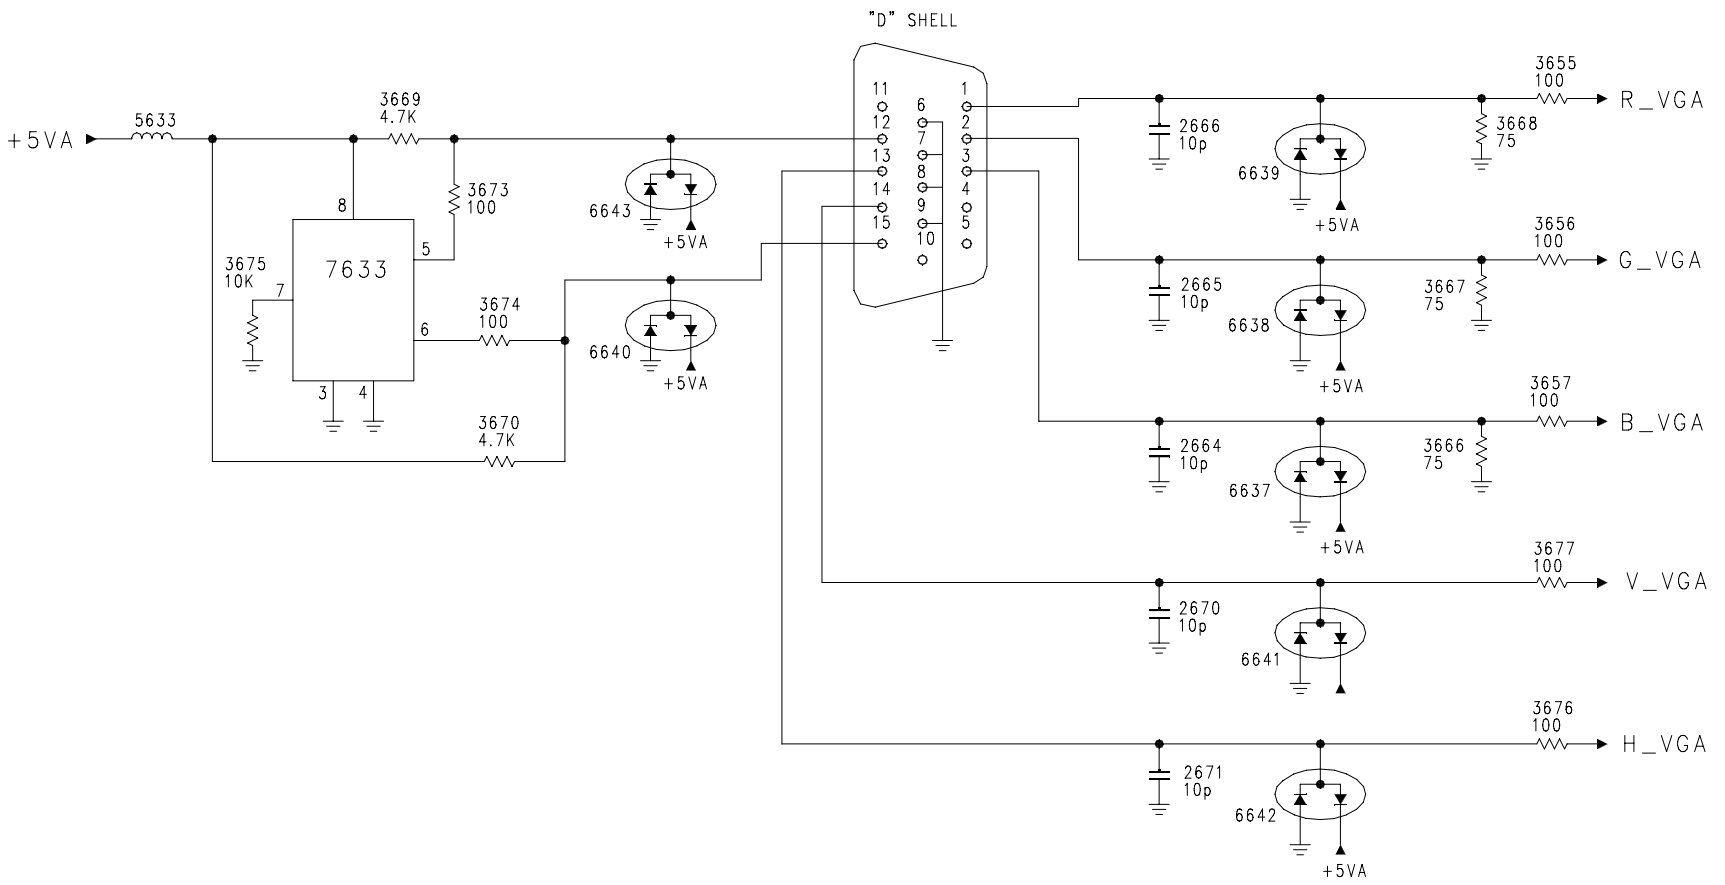 "D" SHELL
+5VA
5633
3669
4.7K
3673
100
8
5
7633
3675
10K
7
6
3674
100
3
4
3670
4.7K
6643
+5VA
6640
+5VA
11
12
13
14
15
6
7
8
9
10
1
2
3
4
5
2666
10p
6639
+5VA
3668
75
3655
100
R_VGA
2665
10p
6638
+5VA
3667
75
3656
100
G_VGA
2664
10p
6637
+5VA
3666
75
3657
100
B_VGA
2670
10p
6641
3677
100
V_VGA
2671
10p
6642
+5VA
3676
100
H_VGA